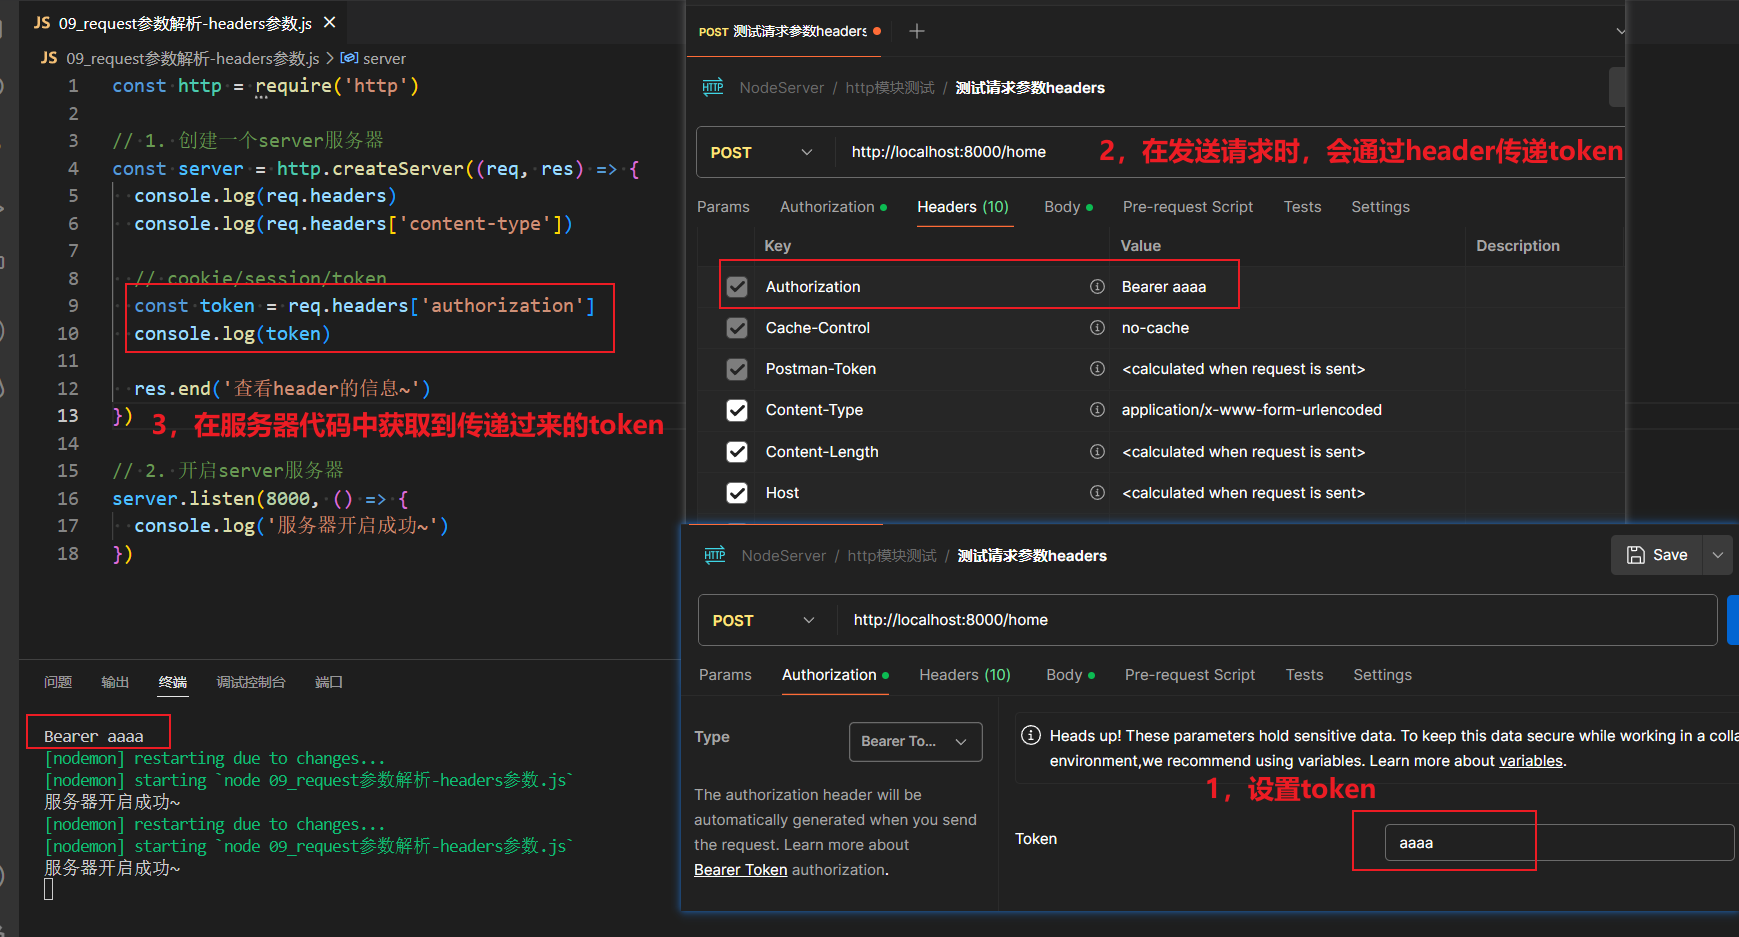 JS 09_request参数解析-headers参数.js ×
JS 09_request参数解析-headers参数.js > server
1 const http = require('http')
2
3 // 1. 创建一个server服务器
4 const server = http.createServer((req, res) => {
5 console.log(req.headers)
6 console.log(req.headers['content-type'])
7
8 // cookie/session/token
9 const token = req.headers['authorization']
10 console.log(token)
11
12 res.end('查看header的信息~')
13 })
3，在服务器代码中获取到传递过来的token
14
15 // 2. 开启server服务器
16 server.listen(8000, () => {
17 console.log('服务器开启成功~')
18 })
问题 输出 终端 调试控制台 端口
Bearer aaaa
[nodemon] restarting due to changes...
[nodemon] starting `node 09_request参数解析-headers参数.js`
服务器开启成功~
[nodemon] restarting due to changes...
[nodemon] starting `node 09_request参数解析-headers参数.js`
服务器开启成功~
POST 测试请求参数headers
HTTP NodeServer / http模块测试 / 测试请求参数headers
POST http://localhost:8000/home
2，在发送请求时，会通过header传递token
Params Authorization Headers (10) Body Pre-request Script Tests Settings
Key Value Description
Authorization Bearer aaaa
Cache-Control no-cache
Postman-Token <calculated when request is sent>
Content-Type application/x-www-form-urlencoded
Content-Length <calculated when request is sent>
Host <calculated when request is sent>
HTTP NodeServer / http模块测试 / 测试请求参数headers Save
POST http://localhost:8000/home
Params Authorization Headers (10) Body Pre-request Script Tests Settings
Type Bearer To...
The authorization header will be
automatically generated when you send
the request. Learn more about
Bearer Token authorization.
Heads up! These parameters hold sensitive data. To keep this data secure while working in a colla
environment,we recommend using variables. Learn more about variables.
1，设置token
Token aaaa